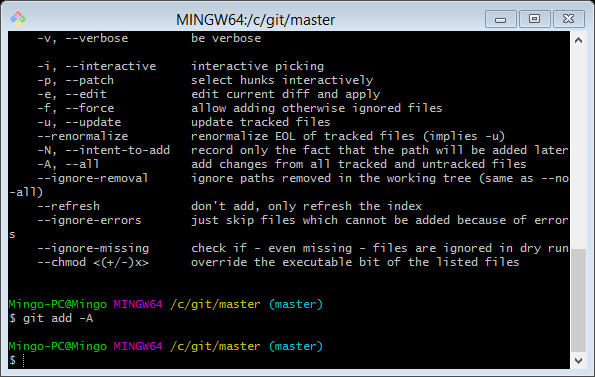 MINGW64:/c/git/master
-v, --verbose be verbose
-i, --interactive interactive picking
-p, --patch select hunks interactively
-e, --edit edit current diff and apply
-f, --force allow adding otherwise ignored files
-u, --update update tracked files
--renormalize renormalize EOL of tracked files (implies -u)
-N, --intent-to-add record only the fact that the path will be added later
-A, --all add changes from all tracked and untracked files
--ignore-removal ignore paths removed in the working tree (same as --no
-all)
--refresh don't add, only refresh the index
--ignore-errors just skip files which cannot be added because of error
s
--ignore-missing check if - even missing - files are ignored in dry run
--chmod <(+/-)x> override the executable bit of the listed files
Mingo-PC@Mingo MINGW64 /c/git/master (master)
$ git add -A
Mingo-PC@Mingo MINGW64 /c/git/master (master)
$